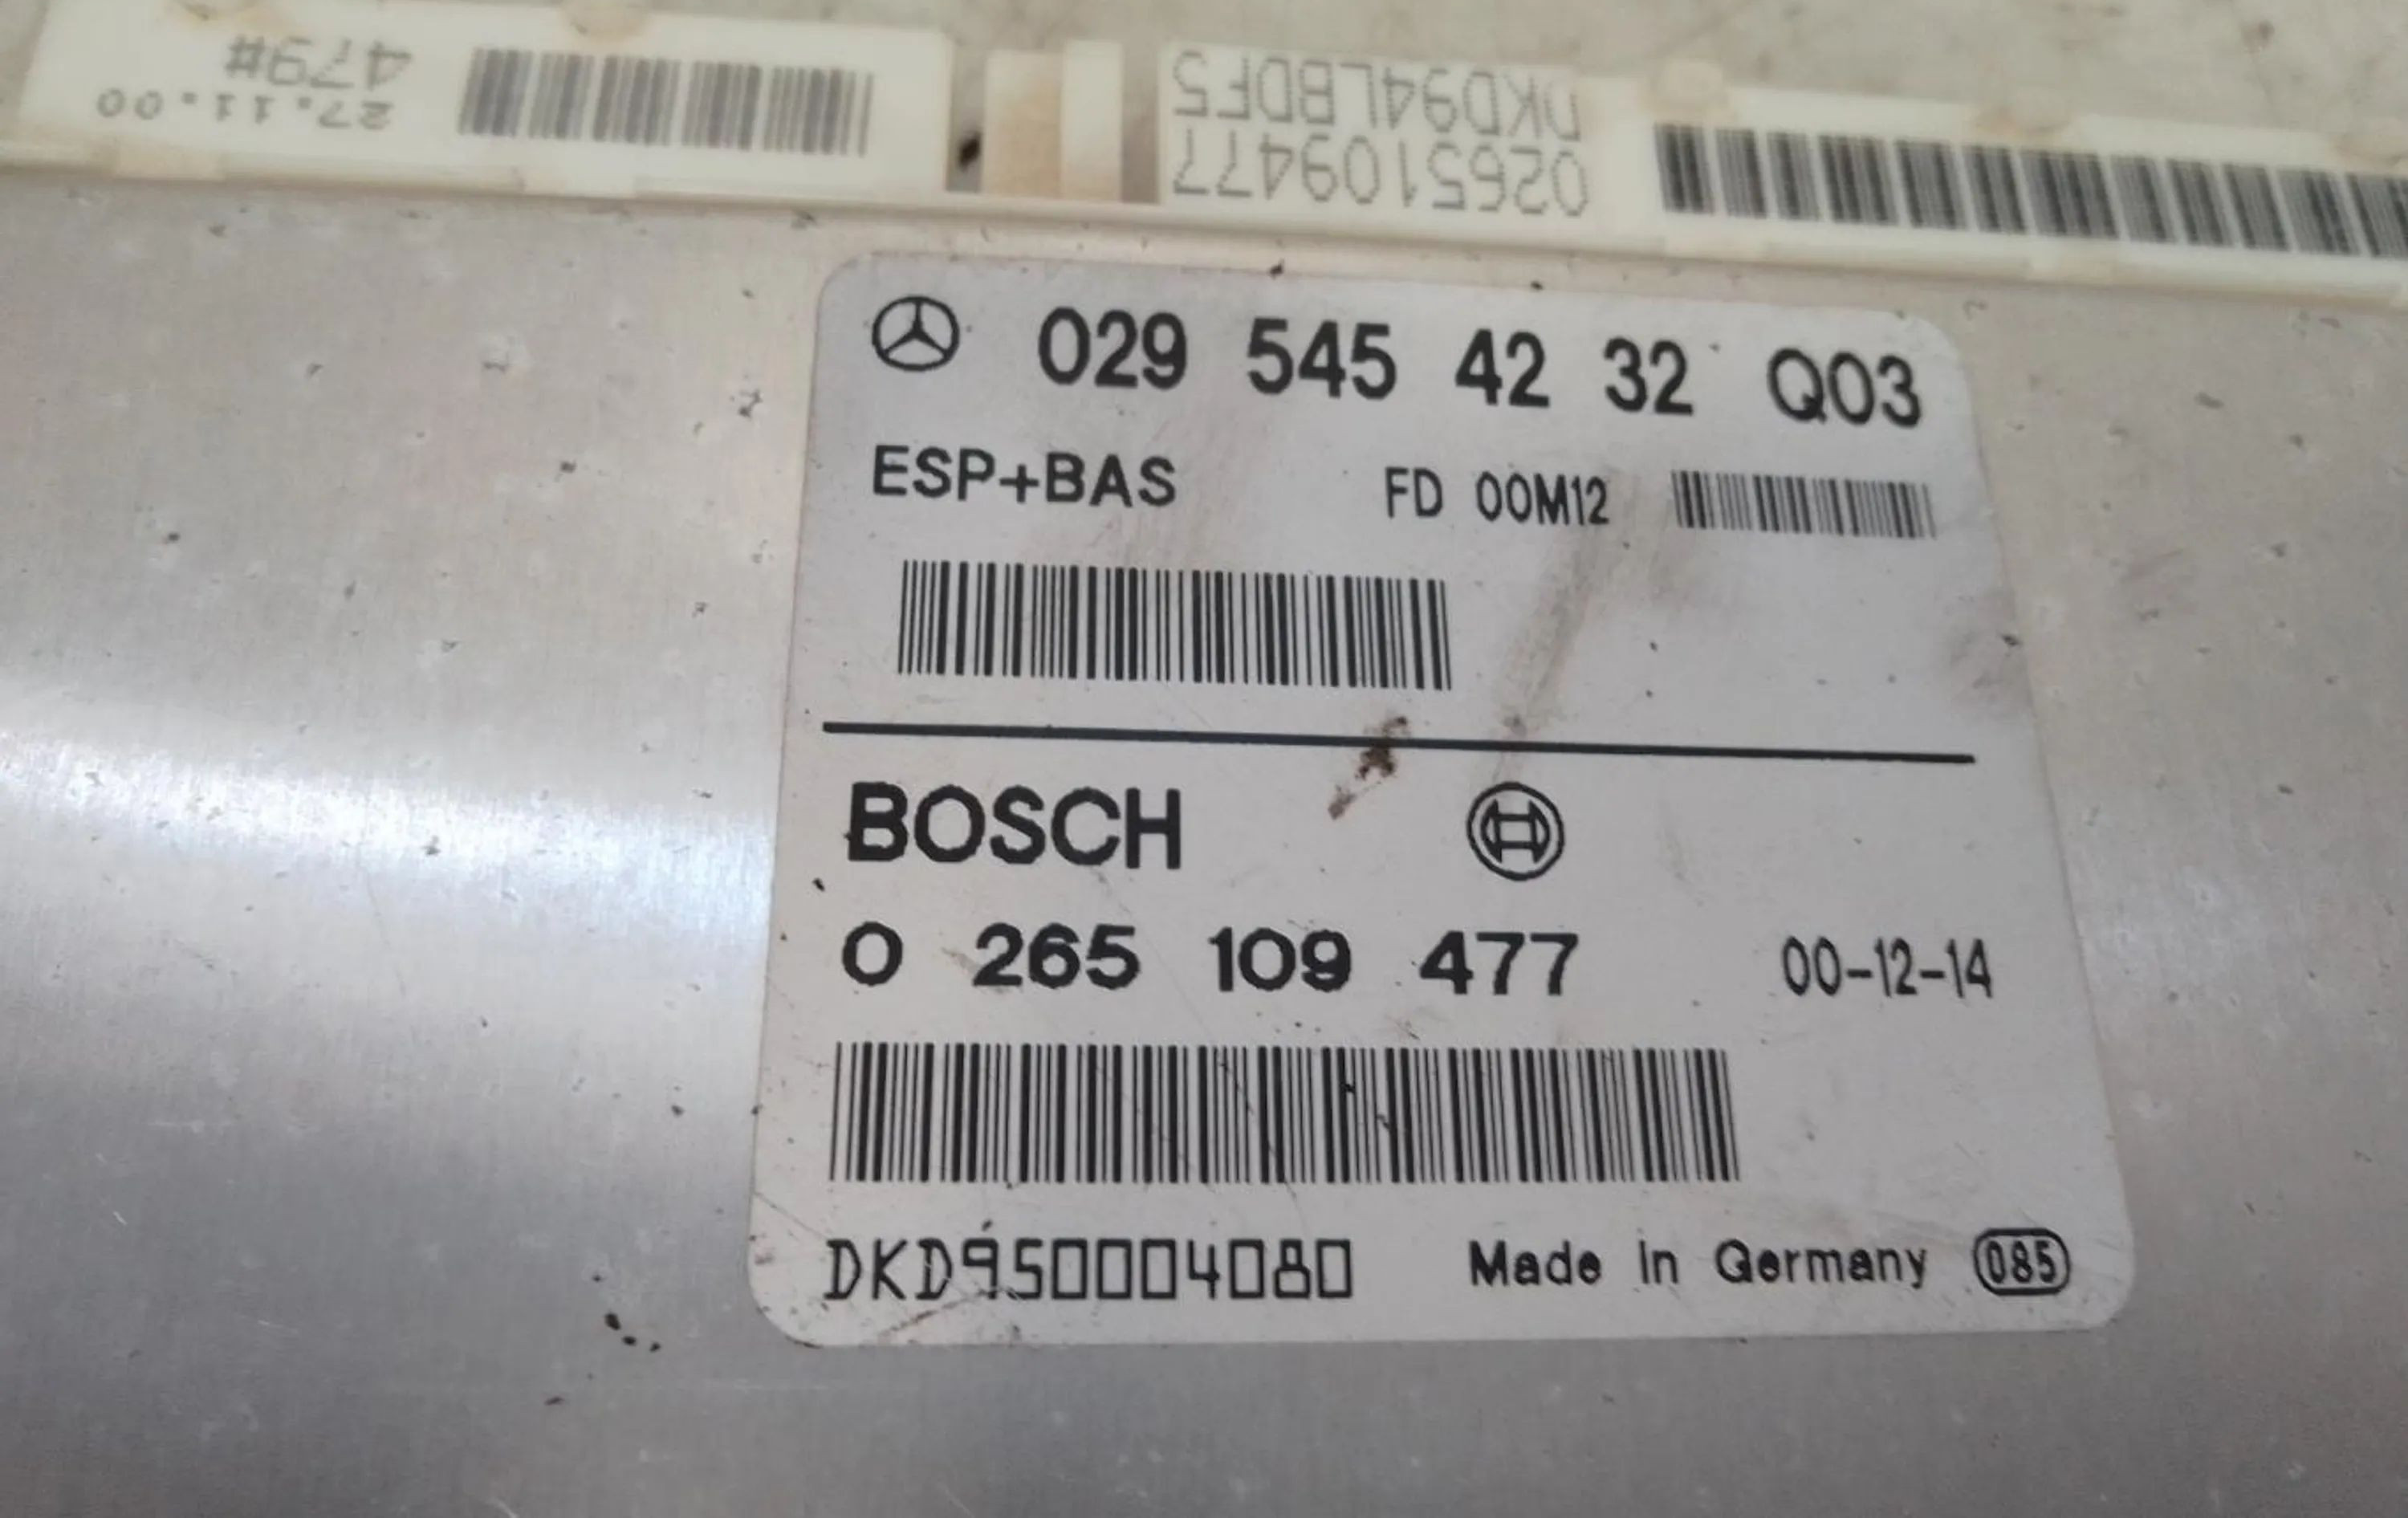 479#
27.11.00
DKD94LBDF5
0265109477
029 545 42 32 Q03
ESP+BAS FD 00M12
BOSCH
0 265 109 477 00-12-14
DKD950004080 Made in Germany 085